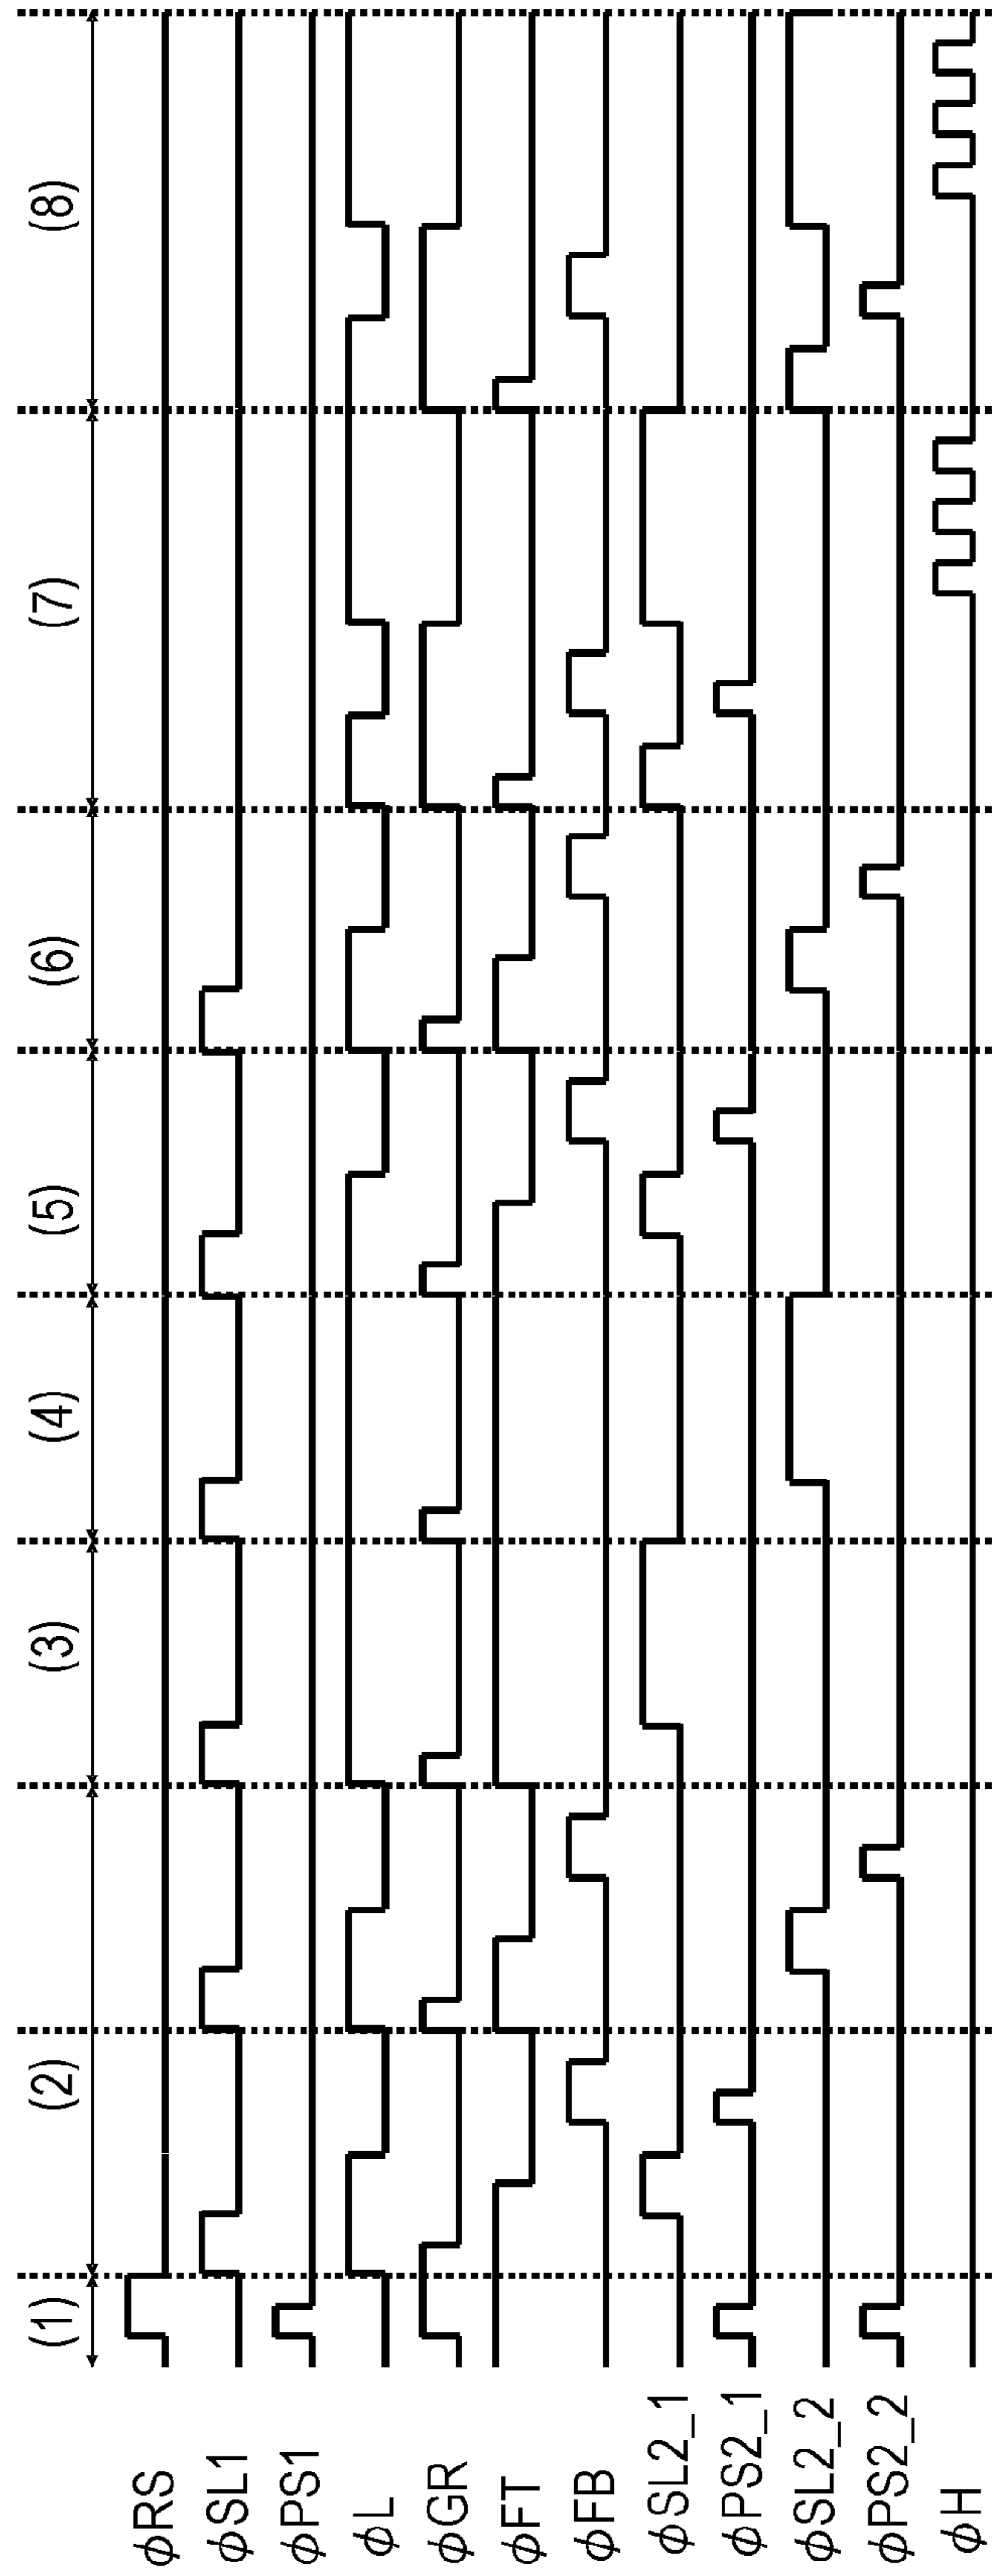 (1) (2) (3) (4) (5) (6) (7) (8)
ϕRS
ϕSL1
ϕPS1
ϕL
ϕGR
ϕFT
ϕFB
ϕSL2_1
ϕPS2_1
ϕSL2_2
ϕPS2_2
ϕH